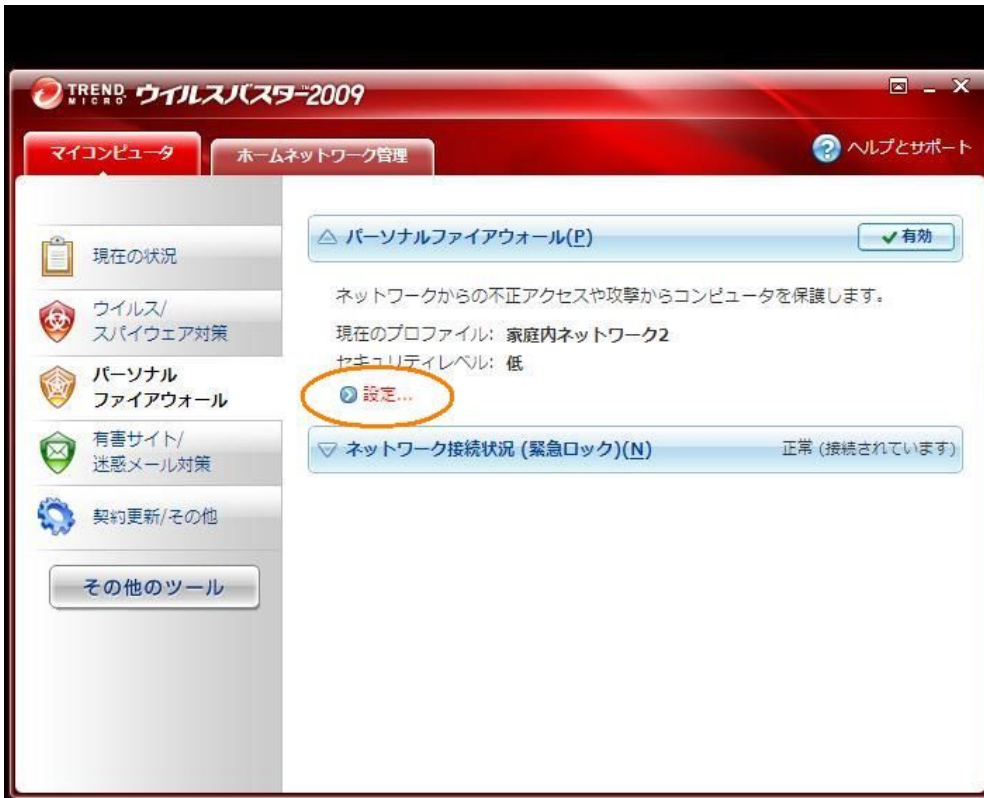 TREND MICRO ウイルスバスター2009
マイコンピュータ
ホームネットワーク管理
ヘルプとサポート
現在の状況
ウイルス/
スパイウェア対策
パーソナル
ファイアウォール
有害サイト/
迷惑メール対策
契約更新/その他
その他のツール
パーソナルファイアウォール(P)
有効
ネットワークからの不正アクセスや攻撃からコンピュータを保護します。
現在のプロファイル: 家庭内ネットワーク2
セキュリティレベル: 低
設定...
ネットワーク接続状況 (緊急ロック)(N)
正常 (接続されています)